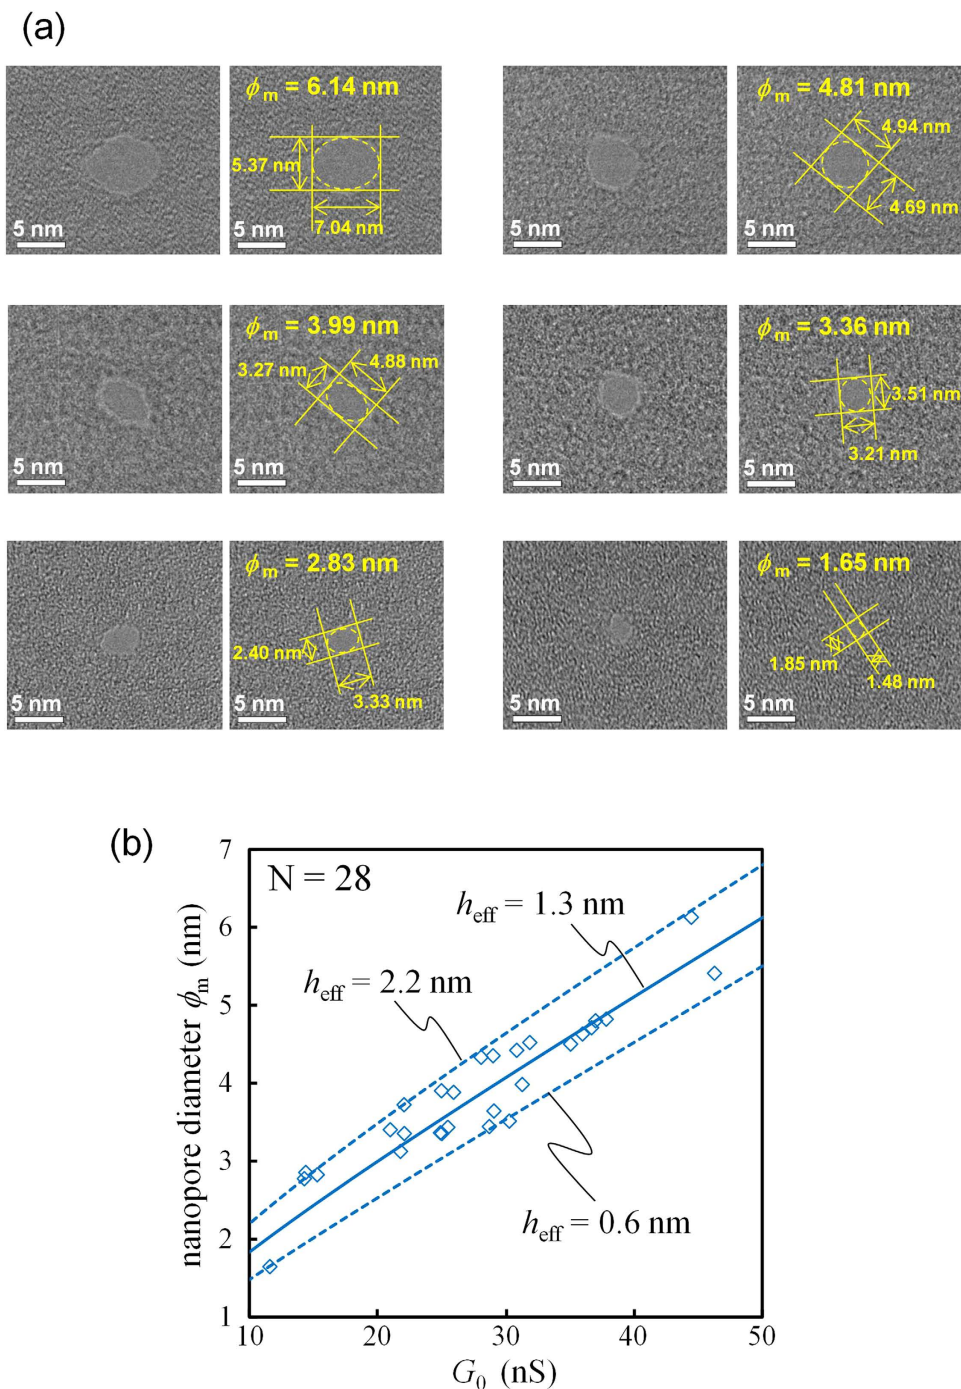 (a)
ϕm = 6.14 nm
5.37 nm
7.04 nm
5 nm
5 nm
ϕm = 4.81 nm
4.94 nm
4.69 nm
5 nm
5 nm
ϕm = 3.99 nm
3.27 nm
4.88 nm
5 nm
5 nm
ϕm = 3.36 nm
3.51 nm
3.21 nm
5 nm
5 nm
ϕm = 2.83 nm
2.40 nm
3.33 nm
5 nm
5 nm
ϕm = 1.65 nm
1.85 nm
1.48 nm
5 nm
5 nm
(b)
N = 28
heff = 1.3 nm
heff = 2.2 nm
heff = 0.6 nm
nanopore diameter ϕm (nm)
7
6
5
4
3
2
1
10 20 30 40 50
G0 (nS)